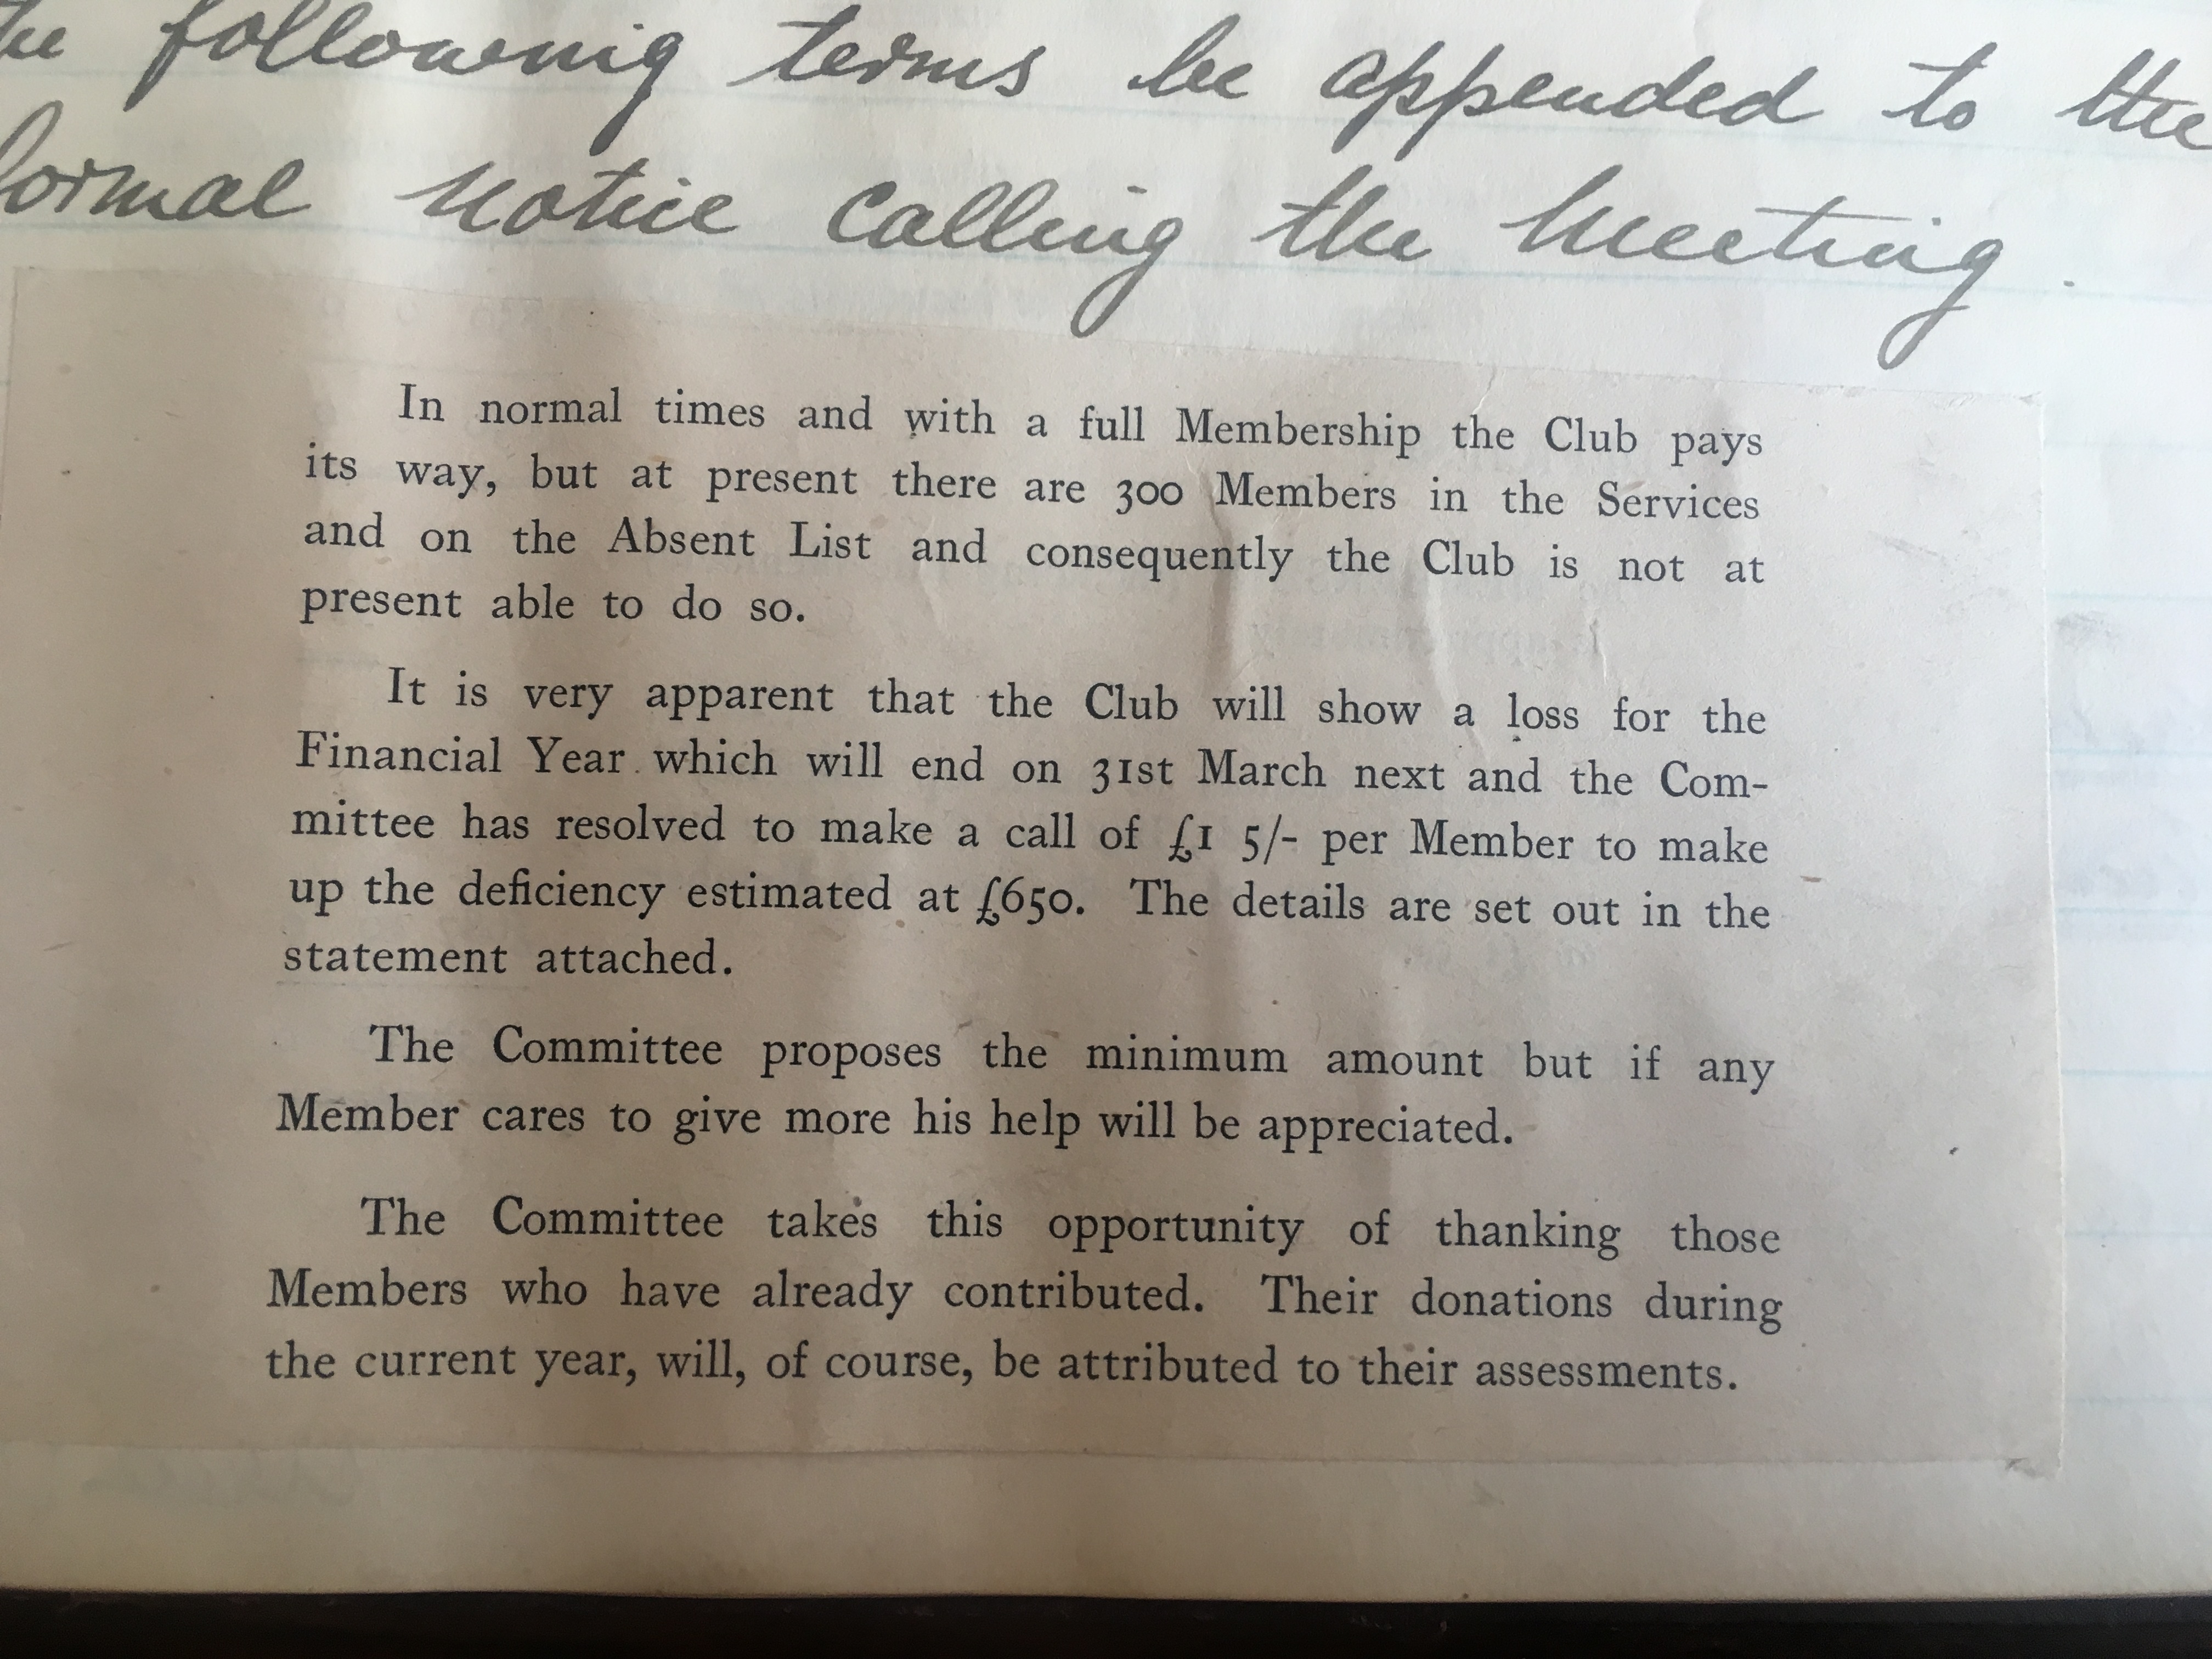 the following terms be appended to the
formal notice calling the Meeting.
In normal times and with a full Membership the Club pays
its way, but at present there are 300 Members in the Services
and on the Absent List and consequently the Club is not at
present able to do so.
It is very apparent that the Club will show a loss for the
Financial Year which will end on 31st March next and the Com-
mittee has resolved to make a call of £1 5/- per Member to make
up the deficiency estimated at £650. The details are set out in the
statement attached.
The Committee proposes the minimum amount but if any
Member cares to give more his help will be appreciated.
The Committee takes this opportunity of thanking those
Members who have already contributed. Their donations during
the current year, will, of course, be attributed to their assessments.